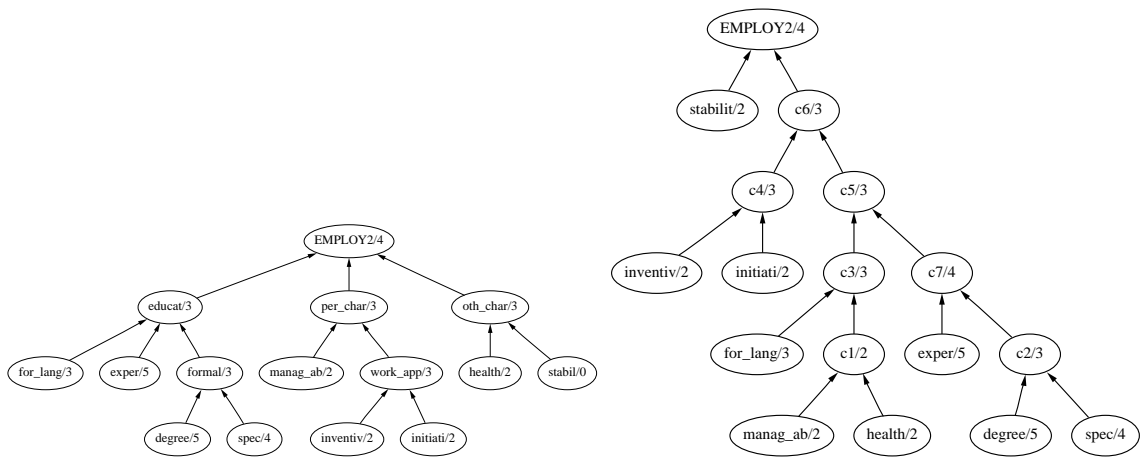 EMPLOY2/4
educat/3
per_char/3
oth_char/3
for_lang/3
exper/5
formal/3
manag_ab/2
work_app/3
health/2
stabil/0
degree/5
spec/4
inventiv/2
initiati/2
EMPLOY2/4
stabilit/2
c6/3
c4/3
c5/3
inventiv/2
initiati/2
c3/3
c7/4
for_lang/3
c1/2
exper/5
c2/3
manag_ab/2
health/2
degree/5
spec/4